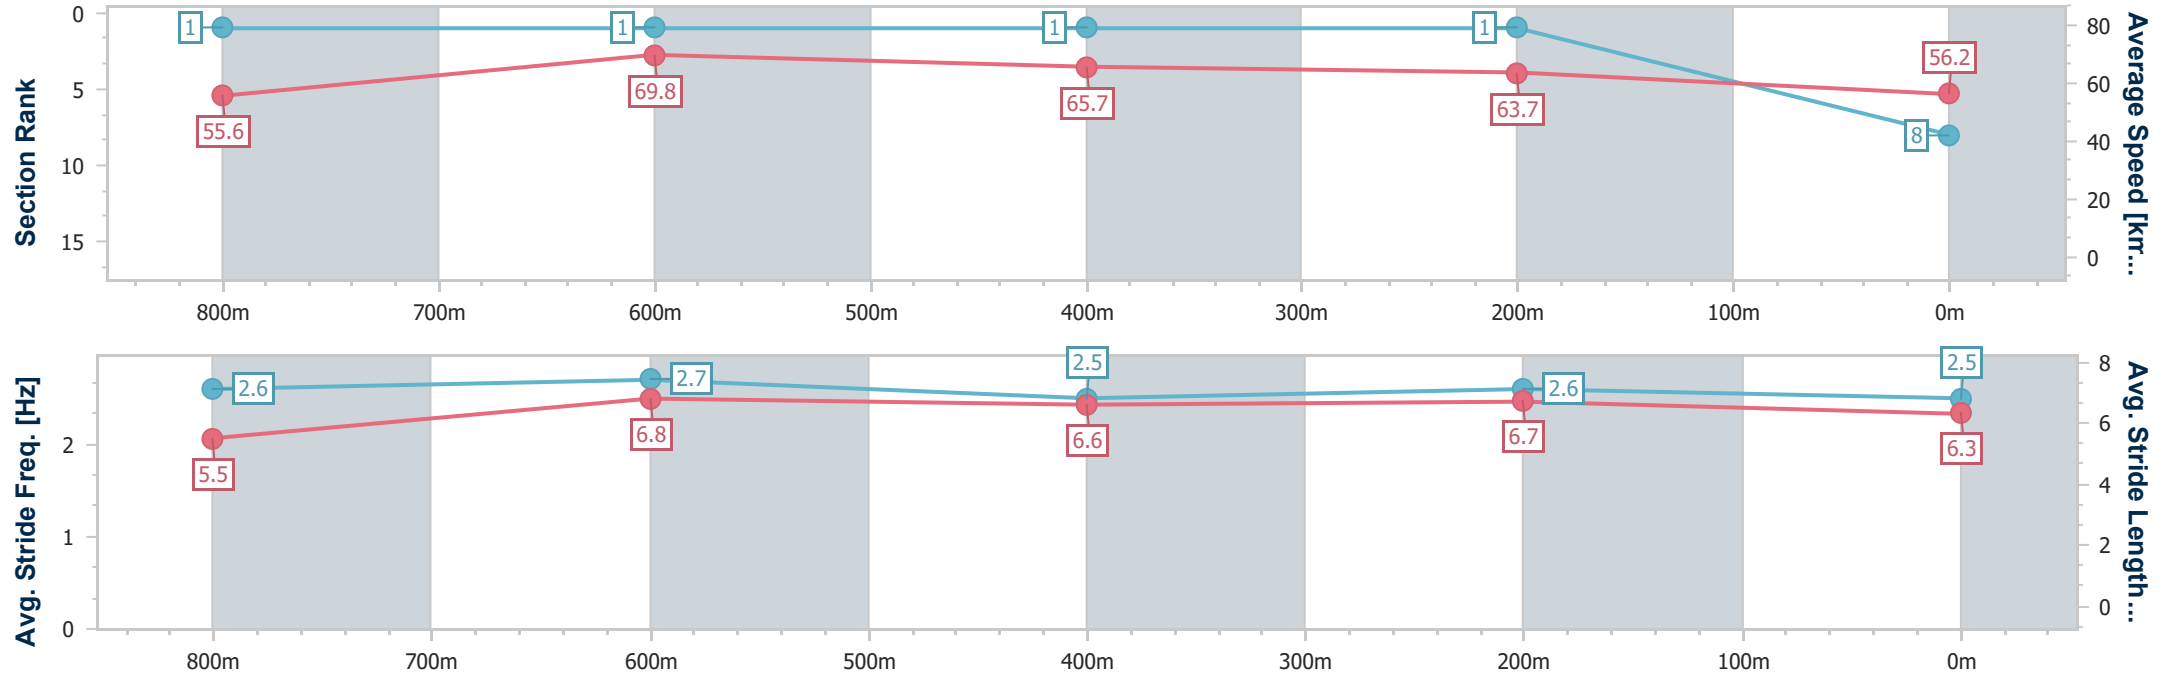 Section Rank
0
5
10
15
1
1
1
1
8
55.6
69.8
65.7
63.7
56.2
80
60
40
20
0
Average Speed [km...
800m
700m
600m
500m
400m
300m
200m
100m
0m
Avg. Stride Freq. [Hz]
2
1
0
2.6
2.7
2.5
2.6
2.5
5.5
6.8
6.6
6.7
6.3
8
6
4
2
0
Avg. Stride Length...
800m
700m
600m
500m
400m
300m
200m
100m
0m